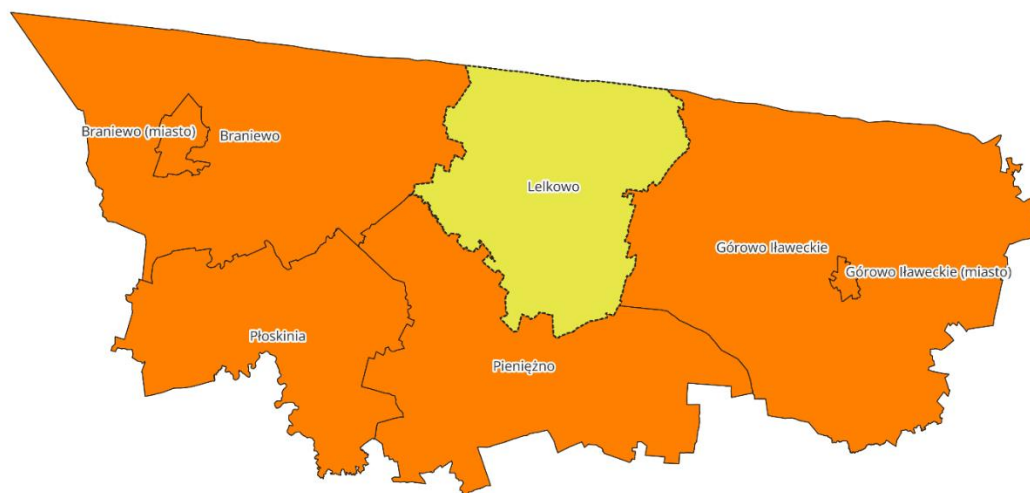 Braniewo (miasto)
Braniewo
Lelkowo
Górowo Iławeckie
Górowo Iławeckie (miasto)
Płoskinia
Pieniężno